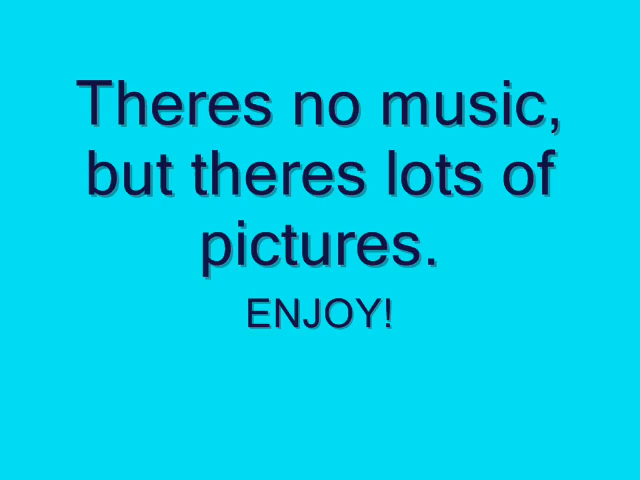 Theres no music,
but theres lots of
pictures.
ENJOY!